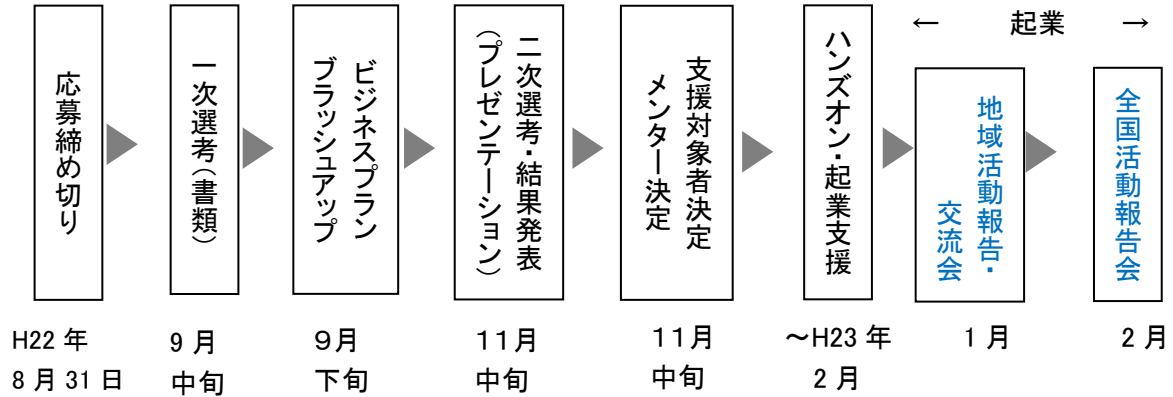 ← 起業 →
応募締め切り
一次選考（書類）
ビジネスプラン
ブラッシュアップ
二次選考・結果発表
（プレゼンテーション）
支援対象者決定
メンター決定
ハンズオン・起業支援
地域活動報告・
交流会
全国活動報告会
H22 年
8 月 31 日
9 月
中旬
９月
下旬
１１月
中旬
１１月
中旬
～H23 年
2 月
1 月
2 月